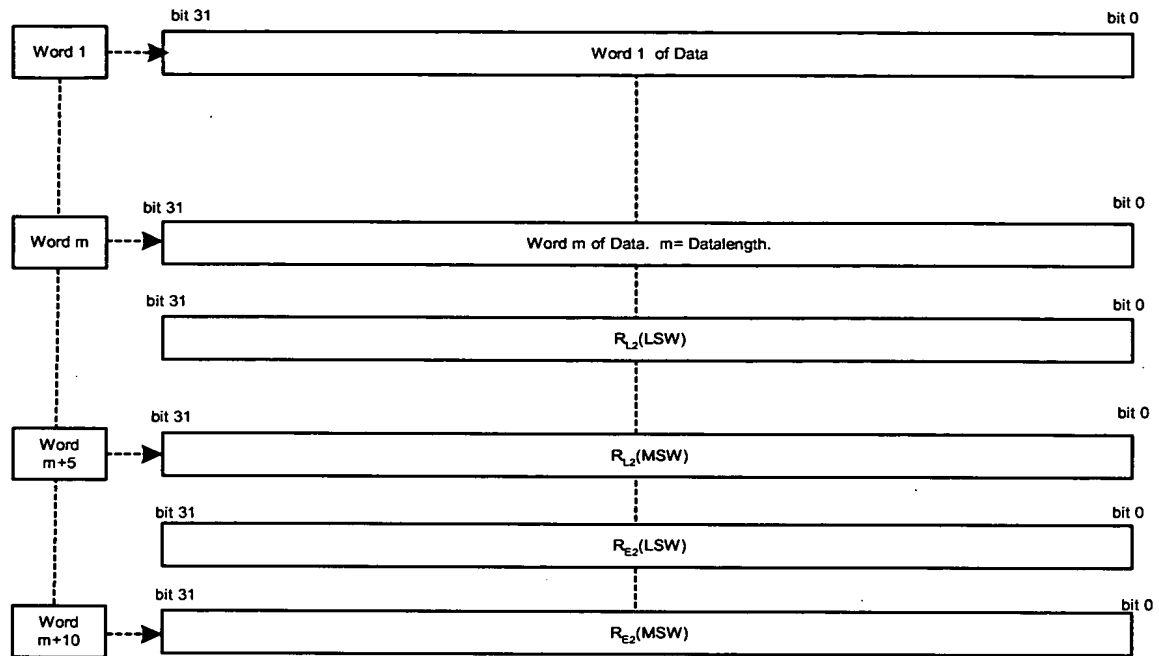 bit 31 bit 0
Word 1 Word 1 of Data
bit 31 bit 0
Word m Word m of Data. m= Datalength.
bit 31 bit 0
R_L2(LSW)
bit 31 bit 0
Word
m+5 R_L2(MSW)
bit 31 bit 0
R_E2(LSW)
bit 31 bit 0
Word
m+10 R_E2(MSW)